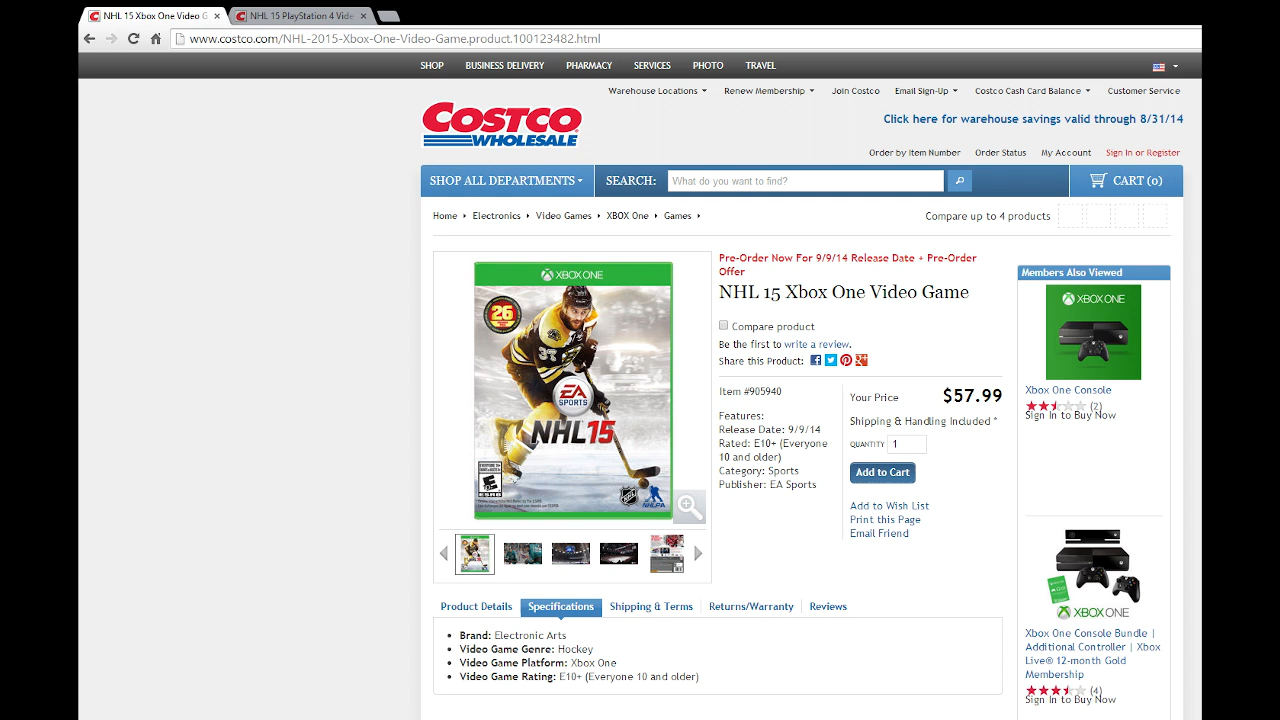 NHL 15 Xbox One Video G
NHL 15 PlayStation 4 Vide
www.costco.com/NHL-2015-Xbox-One-Video-Game.product.100123482.html
SHOP BUSINESS DELIVERY PHARMACY SERVICES PHOTO TRAVEL
Warehouse Locations Renew Membership Join Costco Email Sign-Up Costco Cash Card Balance Customer Service
COSTCO
WHOLESALE
Click here for warehouse savings valid through 8/31/14
Order by Item Number Order Status My Account Sign In or Register
SHOP ALL DEPARTMENTS SEARCH: What do you want to find? CART (0)
Home Electronics Video Games XBOX One Games
Compare up to 4 products
XBOX ONE
26
37
EA
SPORTS
NHL 15
EVERYONE 10+
E
ESRB
NHL
NHLPA
Pre-Order Now For 9/9/14 Release Date + Pre-Order
Offer
NHL 15 Xbox One Video Game
Compare product
Be the first to write a review.
Share this Product:
Item #905940
Features:
Release Date: 9/9/14
Rated: E10+ (Everyone
10 and older)
Category: Sports
Publisher: EA Sports
Your Price $57.99
Shipping & Handling Included *
QUANTITY 1
Add to Cart
Add to Wish List
Print this Page
Email Friend
Members Also Viewed
XBOX ONE
Xbox One Console
(2)
Sign In to Buy Now
XBOX ONE
Xbox One Console Bundle |
Additional Controller | Xbox
Live® 12-month Gold
Membership
(4)
Sign In to Buy Now
Product Details Specifications Shipping & Terms Returns/Warranty Reviews
Brand: Electronic Arts
Video Game Genre: Hockey
Video Game Platform: Xbox One
Video Game Rating: E10+ (Everyone 10 and older)